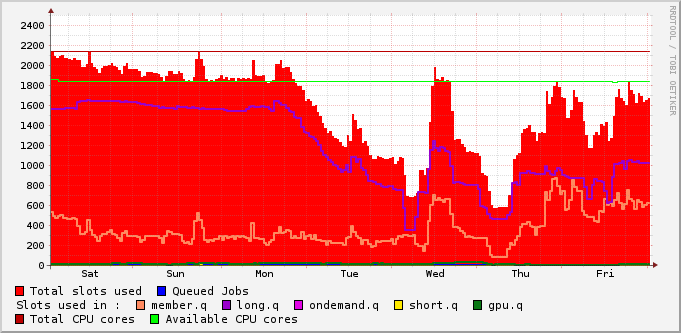 2400
2200
2000
1800
1600
1400
1200
1000
800
600
400
200
0
Sat Sun Mon Tue Wed Thu Fri
Total slots used Queued Jobs
Slots used in : member.q long.q ondemand.q short.q gpu.q
Total CPU cores Available CPU cores
RRDTOOL / TOBI OETIKER